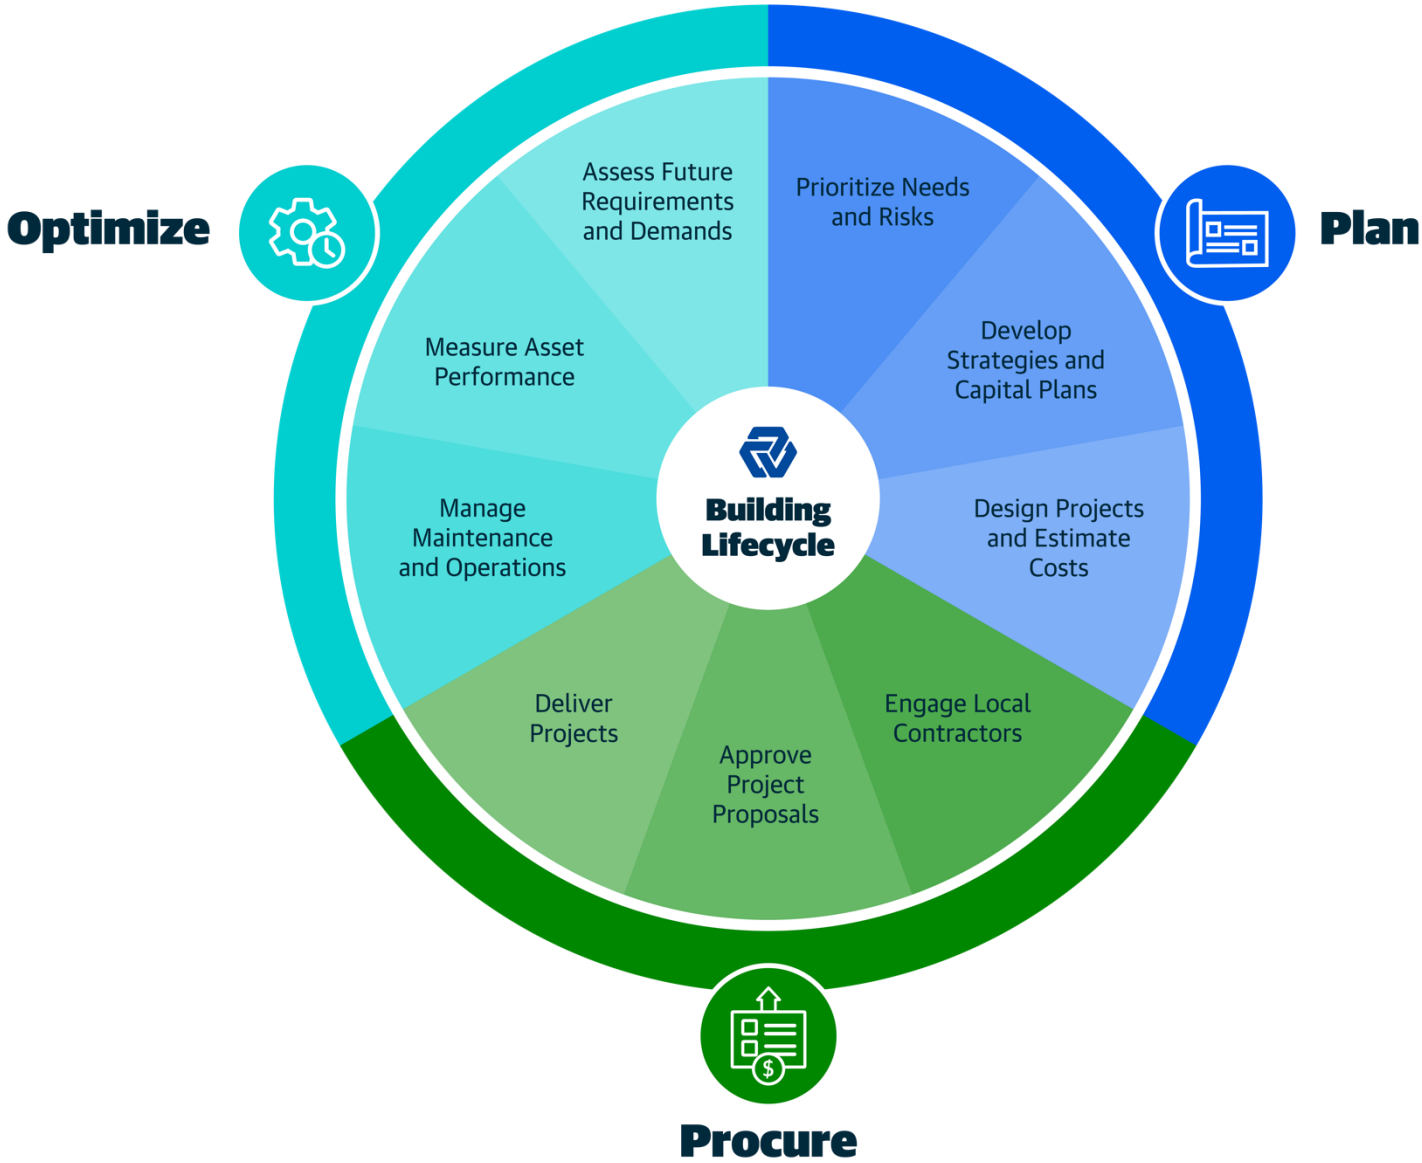 Optimize
Plan
Procure
Building
Lifecycle
Prioritize Needs
and Risks
Develop
Strategies and
Capital Plans
Design Projects
and Estimate
Costs
Engage Local
Contractors
Approve
Project
Proposals
Deliver
Projects
Manage
Maintenance
and Operations
Measure Asset
Performance
Assess Future
Requirements
and Demands
$